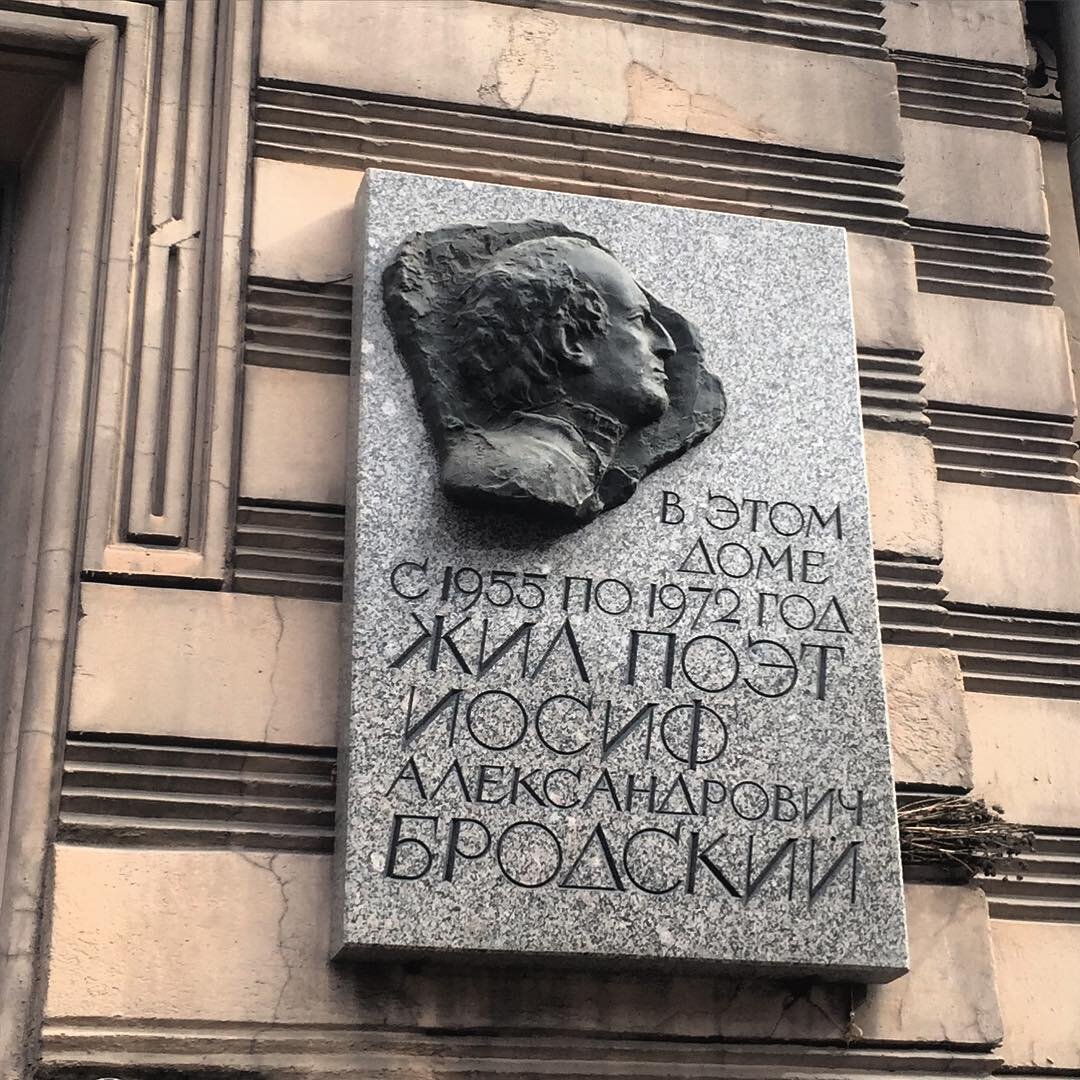 В ЭТОМ
ДОМЕ
С 1955 ПО 1972 ГОД
ЖИЛ ПОЭТ
ИОСИФ
АЛЕКСАНДРОВИЧ
БРОДСКИЙ